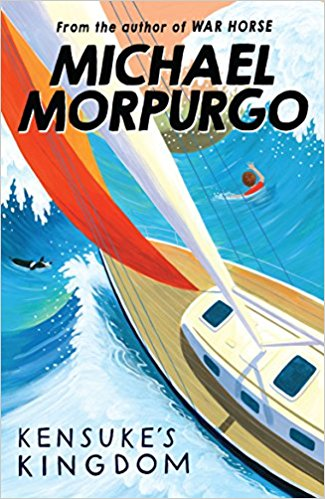 From the author of WAR HORSE
MICHAEL
MORPURGO
KENSUKE'S
KINGDOM